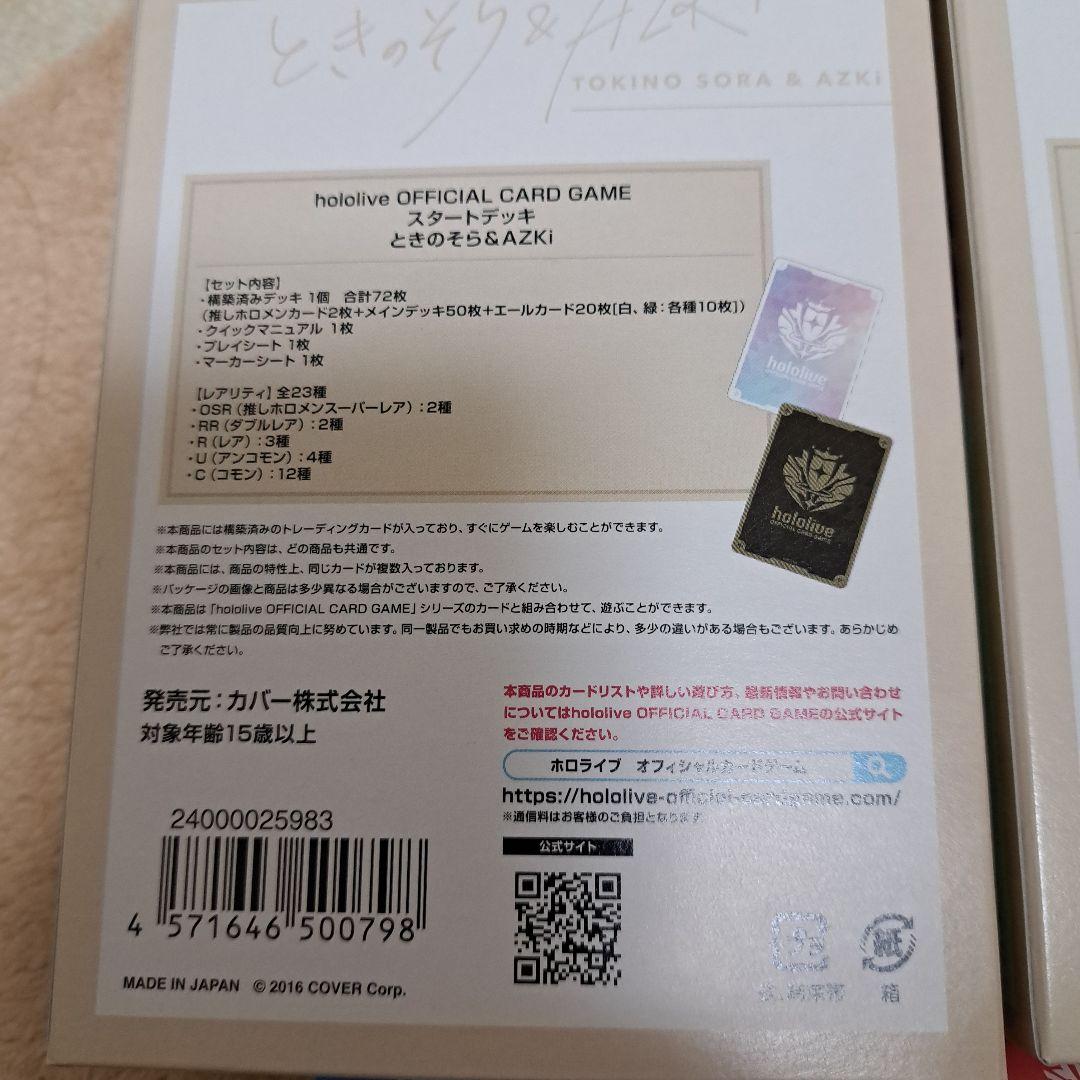 ときのそら&AZKi
TOKINO SORA & AZKi
hololive OFFICIAL CARD GAME
スタートデッキ
ときのそら&AZKi
【セット内容】
・構築済みデッキ 1個 合計72枚
(推しホロメンカード2枚+メインデッキ50枚+エールカード20枚[白、緑:各種10枚])
・クイックマニュアル 1枚
・プレイシート 1枚
・マーカーシート 1枚
【レアリティ】全23種
・OSR(推しホロメンスーパーレア):2種
・RR(ダブルレア):2種
・R(レア):3種
・U(アンコモン):4種
・C(コモン):12種
hololive
OFFICIAL CARD GAME
hololive
OFFICIAL CARD GAME
※本商品には構築済みのトレーディングカードが入っており、すぐにゲームを楽しむことができます。
※本商品のセット内容は、どの商品も共通です。
※本商品には、商品の特性上、同じカードが複数入っております。
※パッケージの画像と商品は多少異なる場合がございますので、ご了承ください。
※本商品は「hololive OFFICIAL CARD GAME」シリーズのカードと組み合わせて、遊ぶことができます。
※弊社では常に製品の品質向上に努めています。同一製品でもお買い求めの時期などにより、多少の違いがある場合もございます。あらかじめ
ご了承ください。
発売元:カバー株式会社
対象年齢15歳以上
本商品のカードリストや詳しい遊び方、最新情報やお問い合わせ
についてはhololive OFFICIAL CARD GAMEの公式サイト
をご確認ください。
ホロライブ オフィシャルカードゲーム
https://hololive-official-cardgame.com/
※通信料はお客様のご負担となります。
公式サイト
24000025983
4 571646 500798
MADE IN JAPAN © 2016 COVER Corp.
プラ
紙
箱